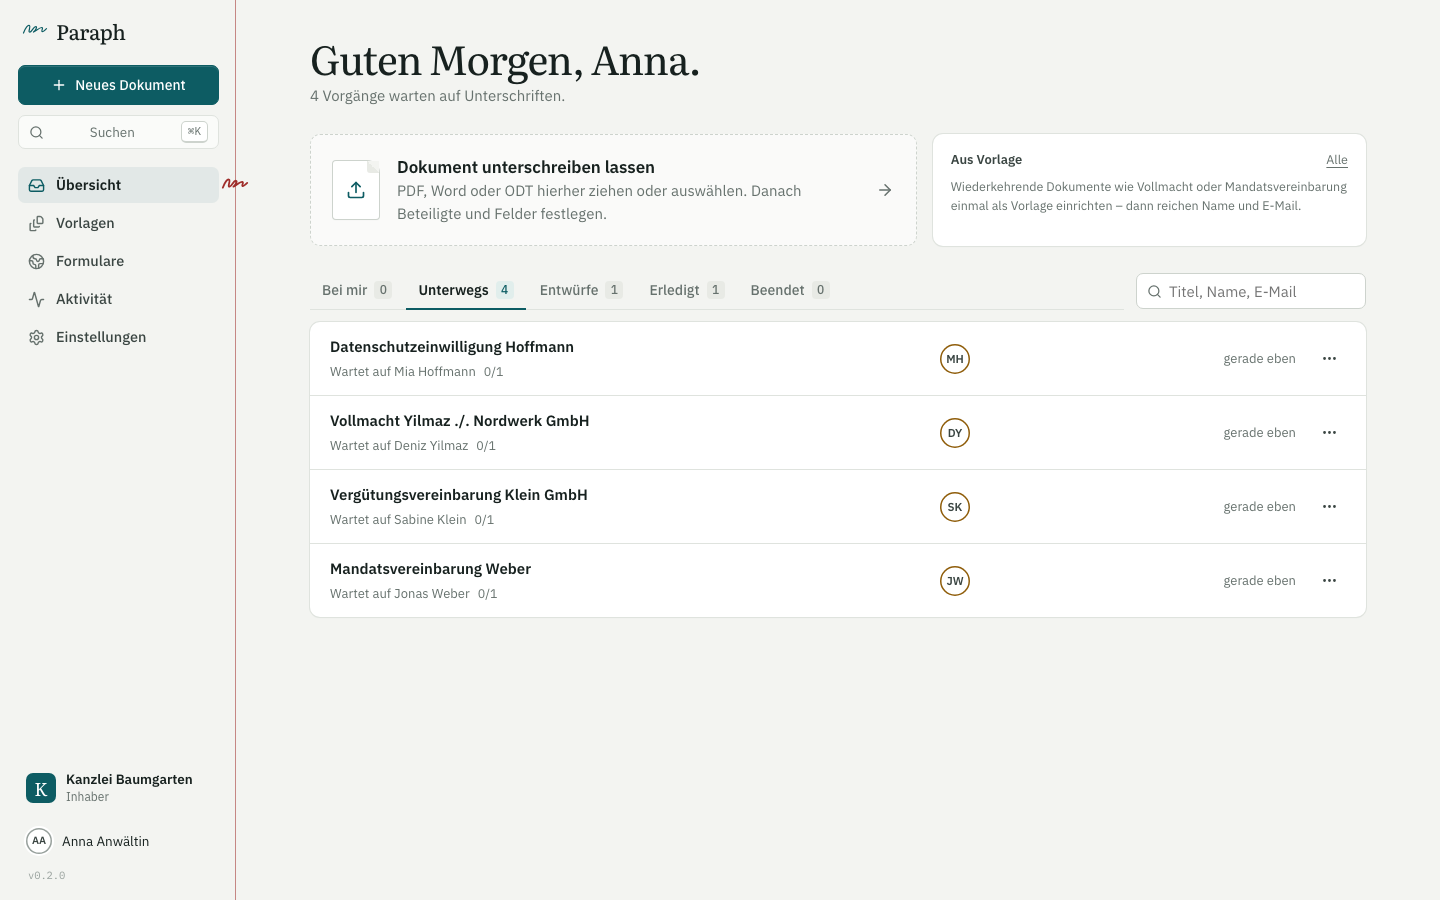 Paraph
Neues Dokument
Suchen ⌘K
Übersicht
Vorlagen
Formulare
Aktivität
Einstellungen
K
Kanzlei Baumgarten
Inhaber
AA Anna Anwältin
v0.2.0
Guten Morgen, Anna.
4 Vorgänge warten auf Unterschriften.
Dokument unterschreiben lassen
PDF, Word oder ODT hierher ziehen oder auswählen. Danach
Beteiligte und Felder festlegen.
Aus Vorlage Alle
Wiederkehrende Dokumente wie Vollmacht oder Mandatsvereinbarung
einmal als Vorlage einrichten – dann reichen Name und E-Mail.
Bei mir 0 Unterwegs 4 Entwürfe 1 Erledigt 1 Beendet 0
Titel, Name, E-Mail
Datenschutzeinwilligung Hoffmann
Wartet auf Mia Hoffmann 0/1
MH
gerade eben
Vollmacht Yilmaz ./. Nordwerk GmbH
Wartet auf Deniz Yilmaz 0/1
DY
gerade eben
Vergütungsvereinbarung Klein GmbH
Wartet auf Sabine Klein 0/1
SK
gerade eben
Mandatsvereinbarung Weber
Wartet auf Jonas Weber 0/1
JW
gerade eben